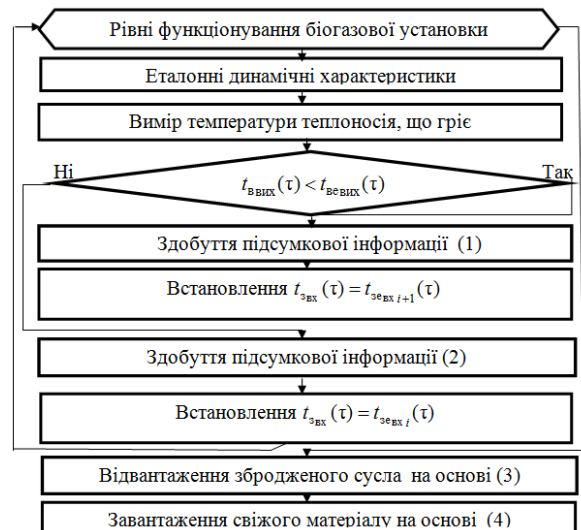 Рівні функціонування біогазової установки
Еталонні динамічні характеристики
Вимір температури теплоносія, що гріє
Ні
Так
t_{ввих}(τ) < t_{вевих}(τ)
Здобуття підсумкової інформації (1)
Встановлення t_{звх}(τ) = t_{зевх i+1}(τ)
Здобуття підсумкової інформації (2)
Встановлення t_{звх}(τ) = t_{зевх i}(τ)
Відвантаження збродженого сусла на основі (3)
Завантаження свіжого матеріалу на основі (4)